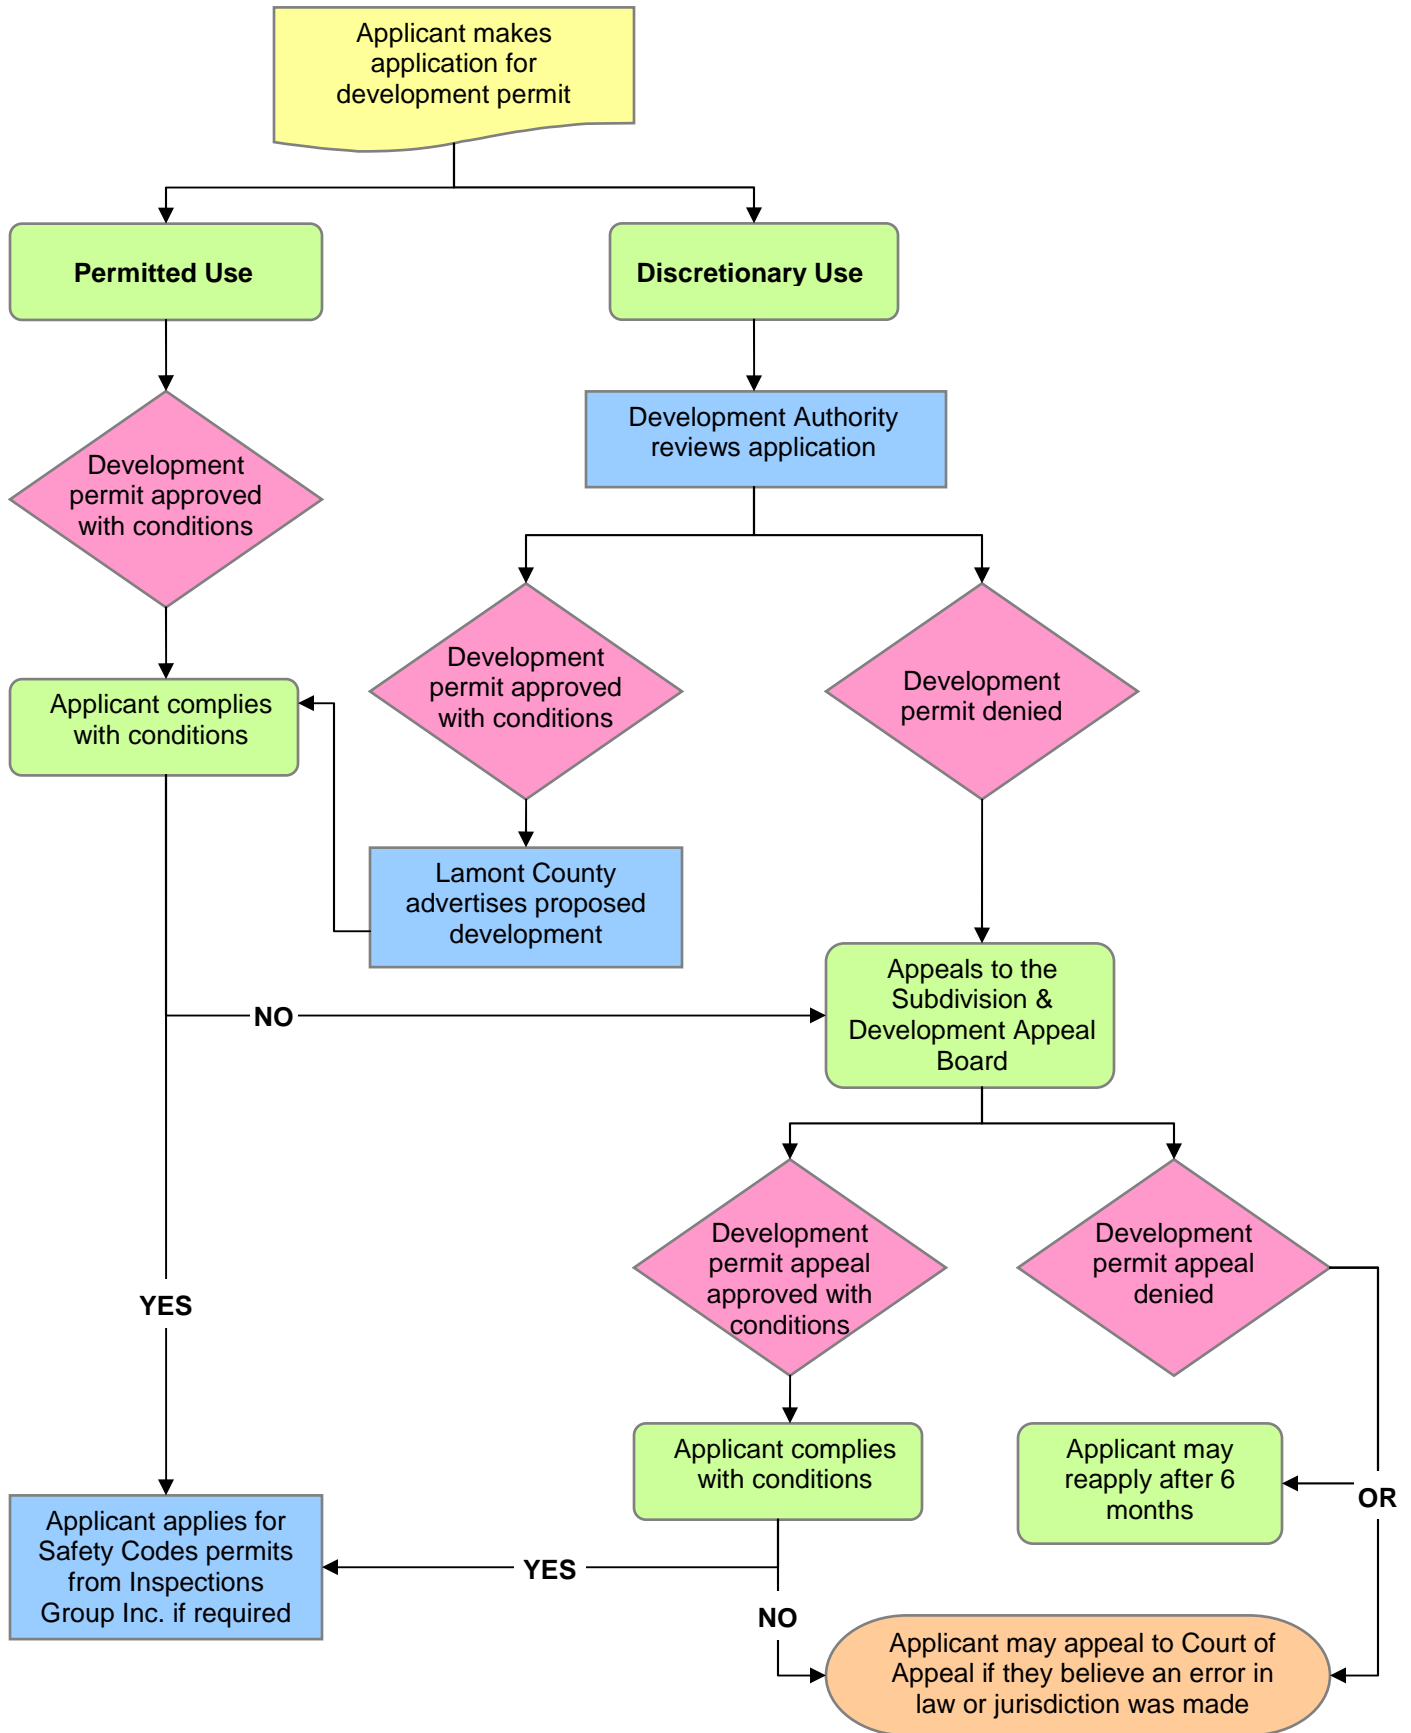 Applicant makes
application for
development permit
Permitted Use
Discretionary Use
Development Authority
reviews application
Development
permit approved
with conditions
Development
permit approved
with conditions
Development
permit denied
Applicant complies
with conditions
Lamont County
advertises proposed
development
Appeals to the
Subdivision &
Development Appeal
Board
NO
Development
permit appeal
approved with
conditions
Development
permit appeal
denied
YES
Applicant complies
with conditions
Applicant may
reapply after 6
months
OR
Applicant applies for
Safety Codes permits
from Inspections
Group Inc. if required
YES
NO
Applicant may appeal to Court of
Appeal if they believe an error in
law or jurisdiction was made